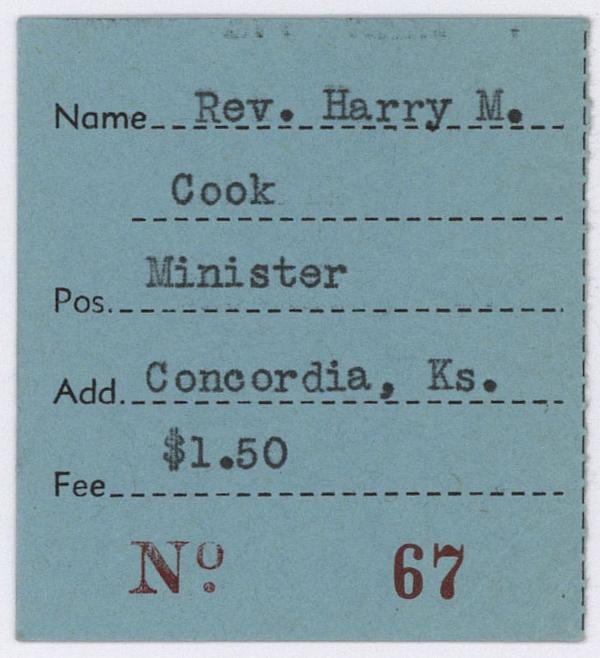 Name Rev. Harry M.
Cook
Pos. Minister
Add. Concordia, Ks.
Fee $1.50
Nº 67